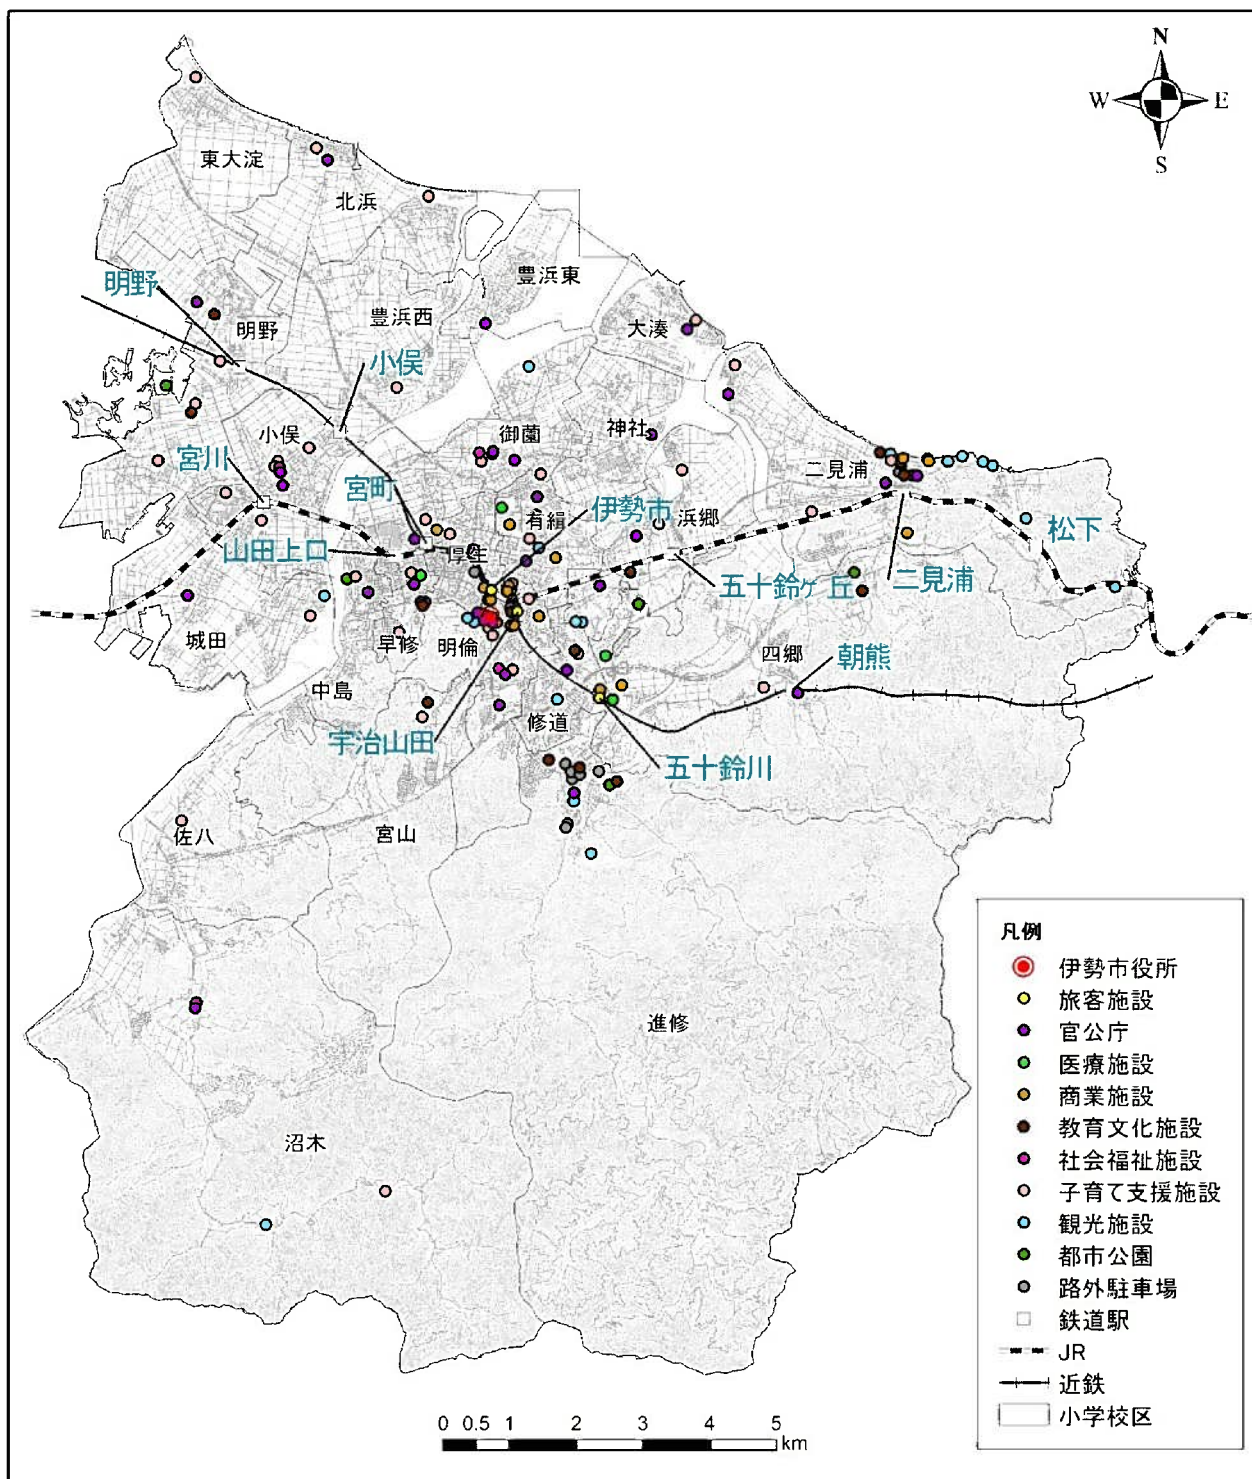 N
W E
S
東大淀
北浜
豊浜東
明野
明野
豊浜西
大湊
小俣
小俣
御薗
神社
宮川
宮町
二見浦
有緝
伊勢市
浜郷
松下
山田上口
厚生
五十鈴ヶ丘
二見浦
城田
早修
明倫
四郷
朝熊
中島
修道
宇治山田
五十鈴川
佐八
宮山
進修
沼木
凡例
伊勢市役所
旅客施設
官公庁
医療施設
商業施設
教育文化施設
社会福祉施設
子育て支援施設
観光施設
都市公園
路外駐車場
鉄道駅
JR
近鉄
小学校区
0 0.5 1 2 3 4 5
km